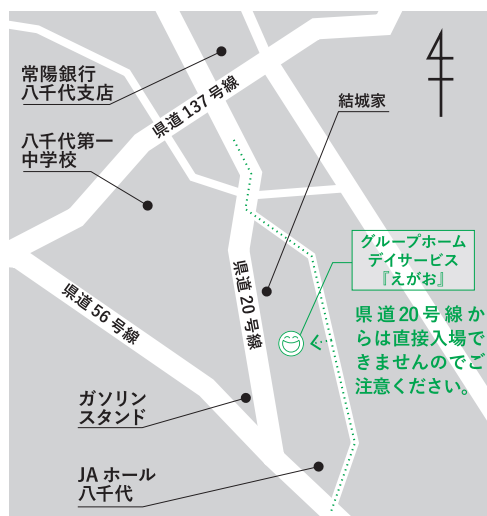 常陽銀行
八千代支店
県道137号線
結城家
八千代第一
中学校
グループホーム
デイサービス
『えがお』
県道20号線
県道56号線
県道20号線か
らは直接入場で
きませんのでご
注意ください。
ガソリン
スタンド
JAホール
八千代